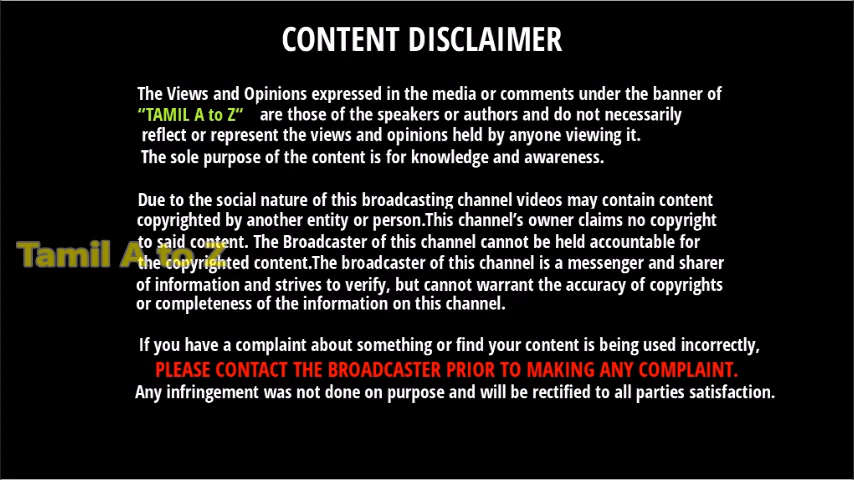 CONTENT DISCLAIMER
The Views and Opinions expressed in the media or comments under the banner of
“TAMIL A to Z” are those of the speakers or authors and do not necessarily
reflect or represent the views and opinions held by anyone viewing it.
The sole purpose of the content is for knowledge and awareness.
Due to the social nature of this broadcasting channel videos may contain content
copyrighted by another entity or person.This channel’s owner claims no copyright
to said content. The Broadcaster of this channel cannot be held accountable for
Tamil A to Z
the copyrighted content.The broadcaster of this channel is a messenger and sharer
of information and strives to verify, but cannot warrant the accuracy of copyrights
or completeness of the information on this channel.
If you have a complaint about something or find your content is being used incorrectly,
PLEASE CONTACT THE BROADCASTER PRIOR TO MAKING ANY COMPLAINT.
Any infringement was not done on purpose and will be rectified to all parties satisfaction.